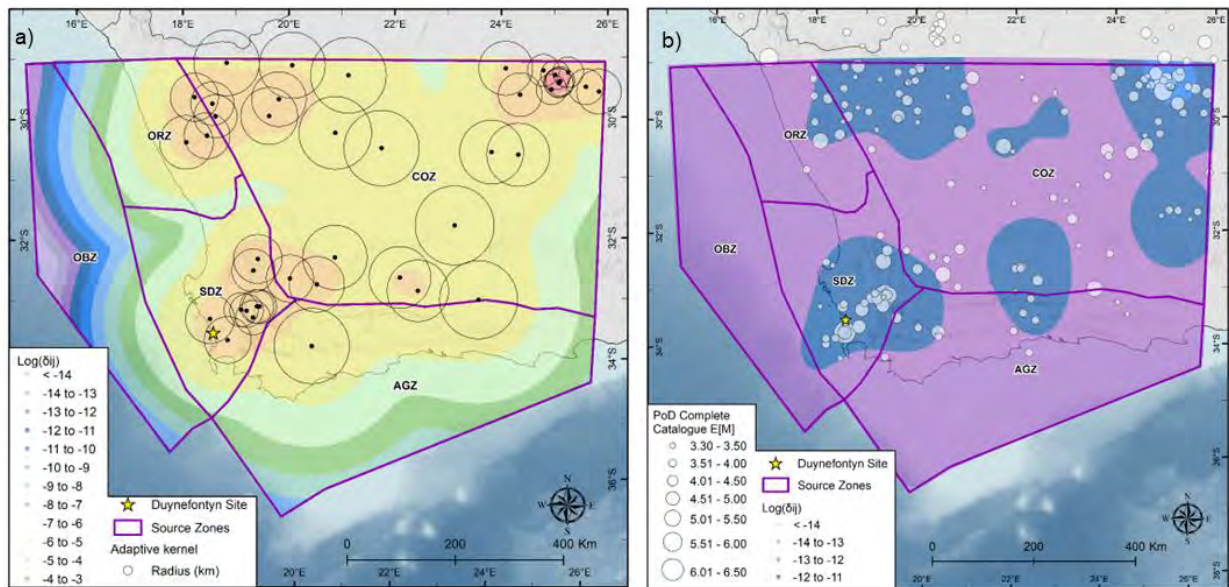 a)
18°E
20°E
22°E
24°E
26°E
30°S
32°S
34°S
36°S
ORZ
COZ
OBZ
SDZ
AGZ
Log(δij)
< -14
-14 to -13
-13 to -12
-12 to -11
-11 to -10
-10 to -9
-9 to -8
-8 to -7
-7 to -6
-6 to -5
-5 to -4
-4 to -3
Duynefontyn Site
Source Zones
Adaptive kernel
Radius (km)
N
W E
S
0 200 400 Km
20°E
22°E
24°E
b)
16°E
18°E
20°E
22°E
24°E
26°E
30°S
32°S
34°S
36°S
ORZ
COZ
OBZ
SDZ
AGZ
PoD Complete
Catalogue E[M]
3.30 - 3.50
3.51 - 4.00
4.01 - 4.50
4.51 - 5.00
5.01 - 5.50
5.51 - 6.00
6.01 - 6.50
Duynefontyn Site
Source Zones
Log(δij)
< -14
-14 to -13
-13 to -12
-12 to -11
N
W E
S
0 200 400 Km
20°E
22°E
24°E